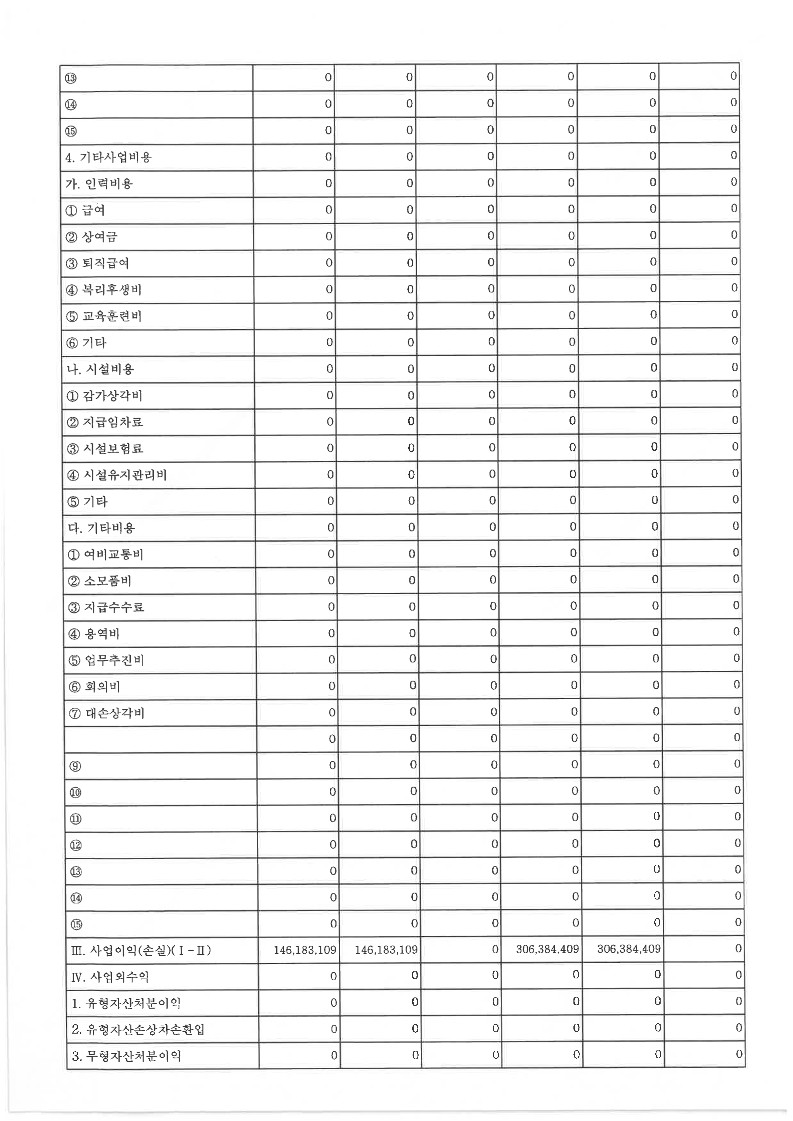 ⑬ 0 0 0 0 0 0
⑭ 0 0 0 0 0 0
⑮ 0 0 0 0 0 0
4. 기타사업비용 0 0 0 0 0 0
가. 인력비용 0 0 0 0 0 0
① 급여 0 0 0 0 0 0
② 상여금 0 0 0 0 0 0
③ 퇴직급여 0 0 0 0 0 0
④ 복리후생비 0 0 0 0 0 0
⑤ 교육훈련비 0 0 0 0 0 0
⑥ 기타 0 0 0 0 0 0
나. 시설비용 0 0 0 0 0 0
① 감가상각비 0 0 0 0 0 0
② 지급임차료 0 0 0 0 0 0
③ 시설보험료 0 0 0 0 0 0
④ 시설유지관리비 0 0 0 0 0 0
⑤ 기타 0 0 0 0 0 0
다. 기타비용 0 0 0 0 0 0
① 여비교통비 0 0 0 0 0 0
② 소모품비 0 0 0 0 0 0
③ 지급수수료 0 0 0 0 0 0
④ 용역비 0 0 0 0 0 0
⑤ 업무추진비 0 0 0 0 0 0
⑥ 회의비 0 0 0 0 0 0
⑦ 대손상각비 0 0 0 0 0 0
0 0 0 0 0 0
⑨ 0 0 0 0 0 0
⑩ 0 0 0 0 0 0
⑪ 0 0 0 0 0 0
⑫ 0 0 0 0 0 0
⑬ 0 0 0 0 0 0
⑭ 0 0 0 0 0 0
⑮ 0 0 0 0 0 0
Ⅲ. 사업이익(손실)(Ⅰ-Ⅱ) 146,183,109 146,183,109 0 306,384,409 306,384,409 0
Ⅳ. 사업외수익 0 0 0 0 0 0
1. 유형자산처분이익 0 0 0 0 0 0
2. 유형자산손상차손환입 0 0 0 0 0 0
3. 무형자산처분이익 0 0 0 0 0 0